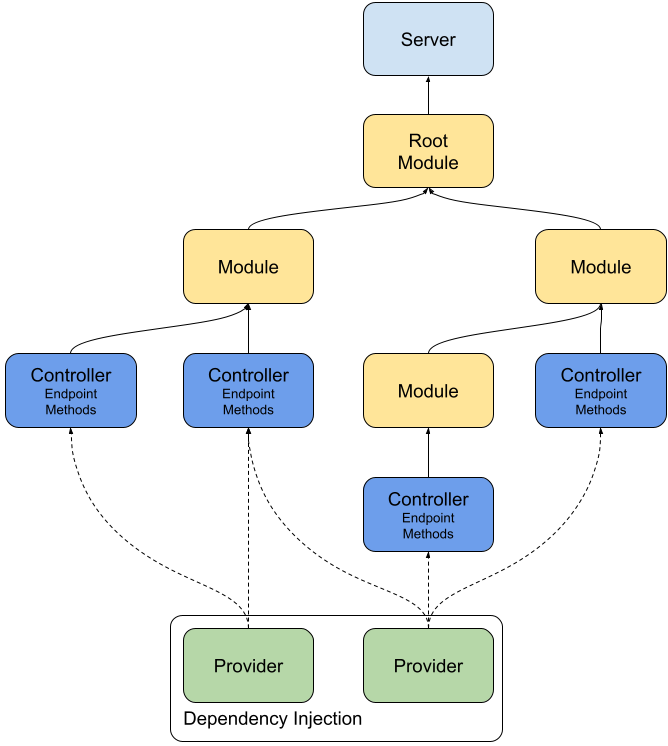 Server
Root
Module
Module
Module
Controller
Endpoint
Methods
Controller
Endpoint
Methods
Module
Controller
Endpoint
Methods
Controller
Endpoint
Methods
Provider
Provider
Dependency Injection